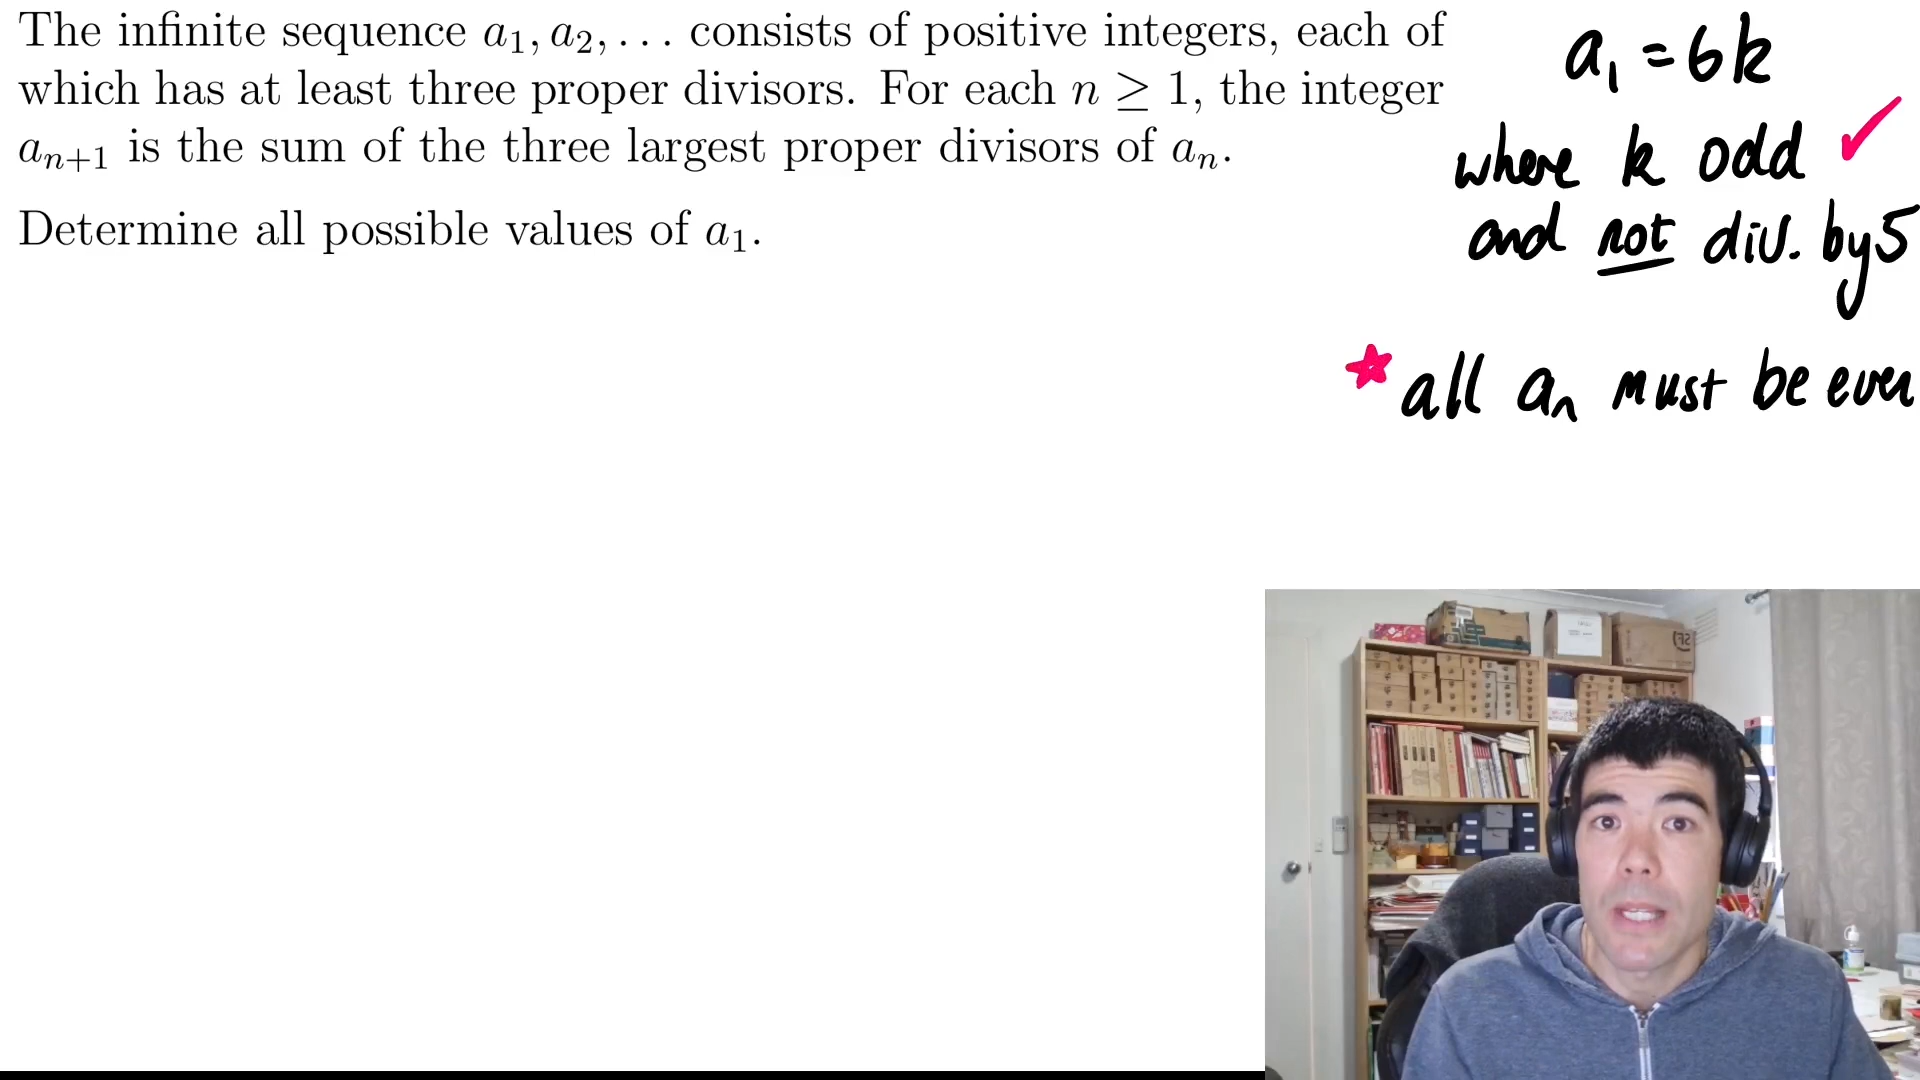 The infinite sequence a₁, a₂, . . . consists of positive integers, each of
which has at least three proper divisors. For each n ≥ 1, the integer
aₙ₊₁ is the sum of the three largest proper divisors of aₙ.
Determine all possible values of a₁.
a₁ = 6k
where k odd ✓
and not div. by 5
* all aₙ must be even